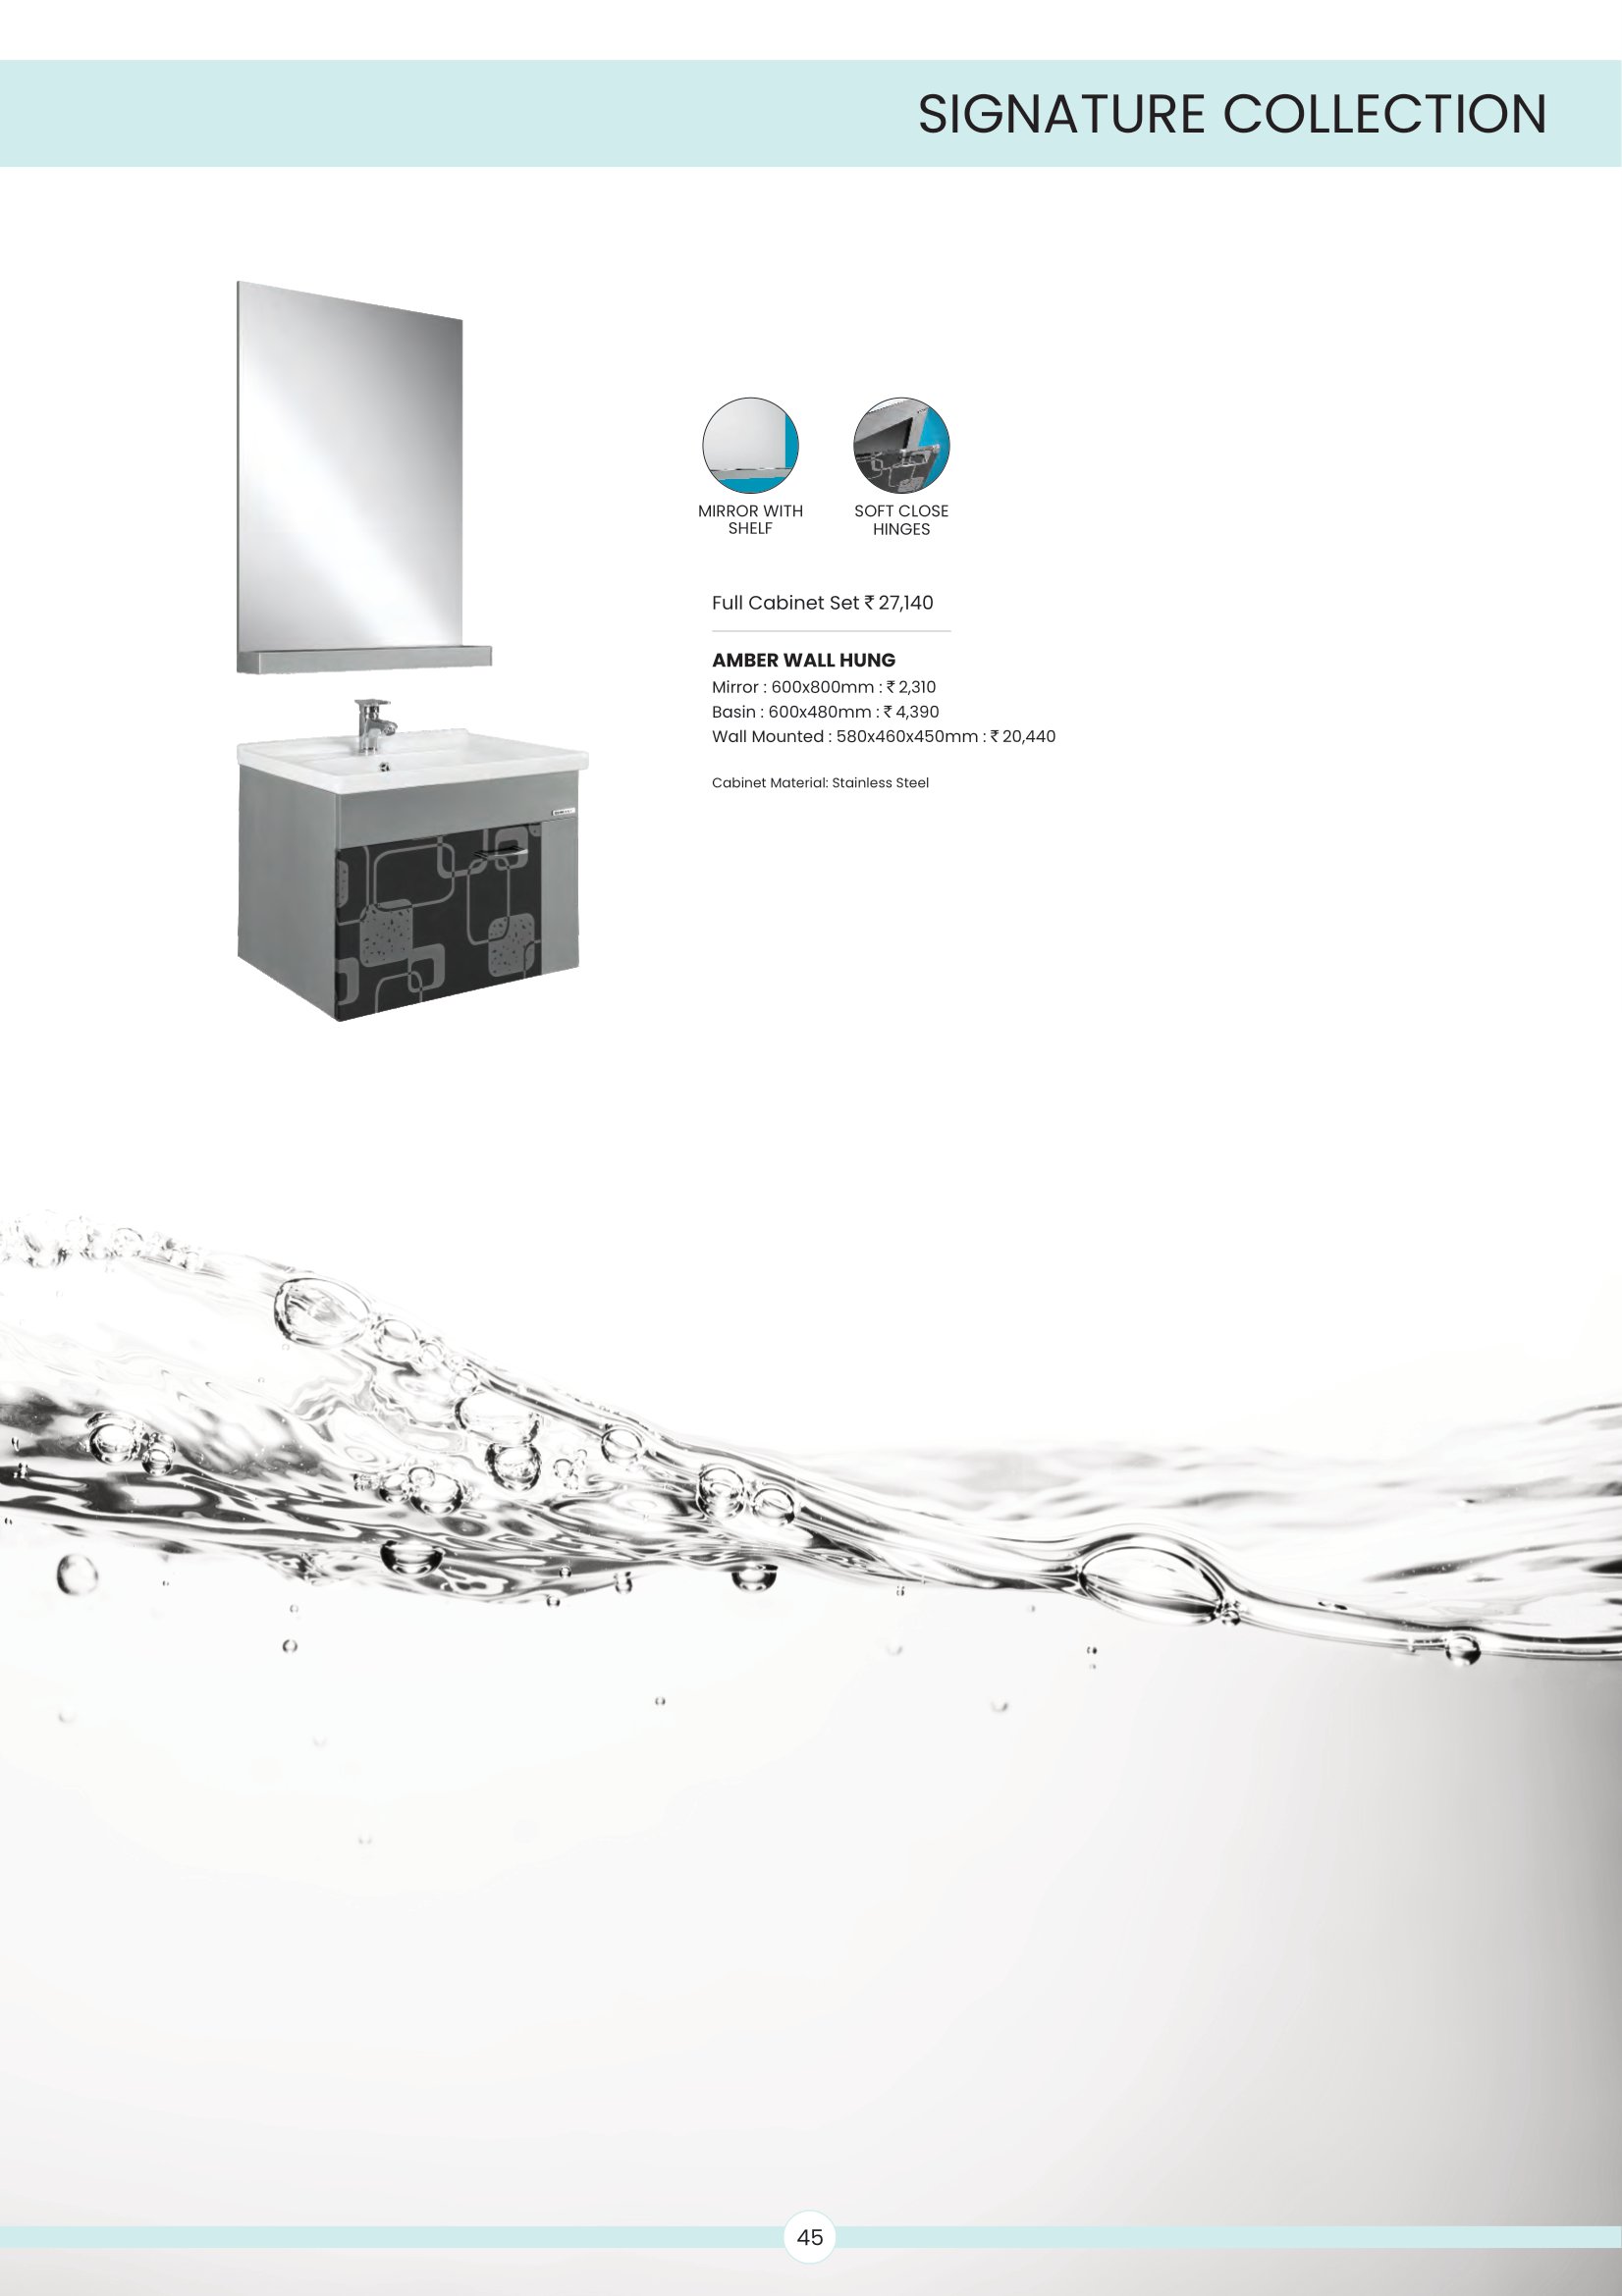 SIGNATURE COLLECTION
MIRROR WITH
SHELF
SOFT CLOSE
HINGES
Full Cabinet Set ₹ 27,140
AMBER WALL HUNG
Mirror : 600x800mm : ₹ 2,310
Basin : 600x480mm : ₹ 4,390
Wall Mounted : 580x460x450mm : ₹ 20,440
Cabinet Material: Stainless Steel
45